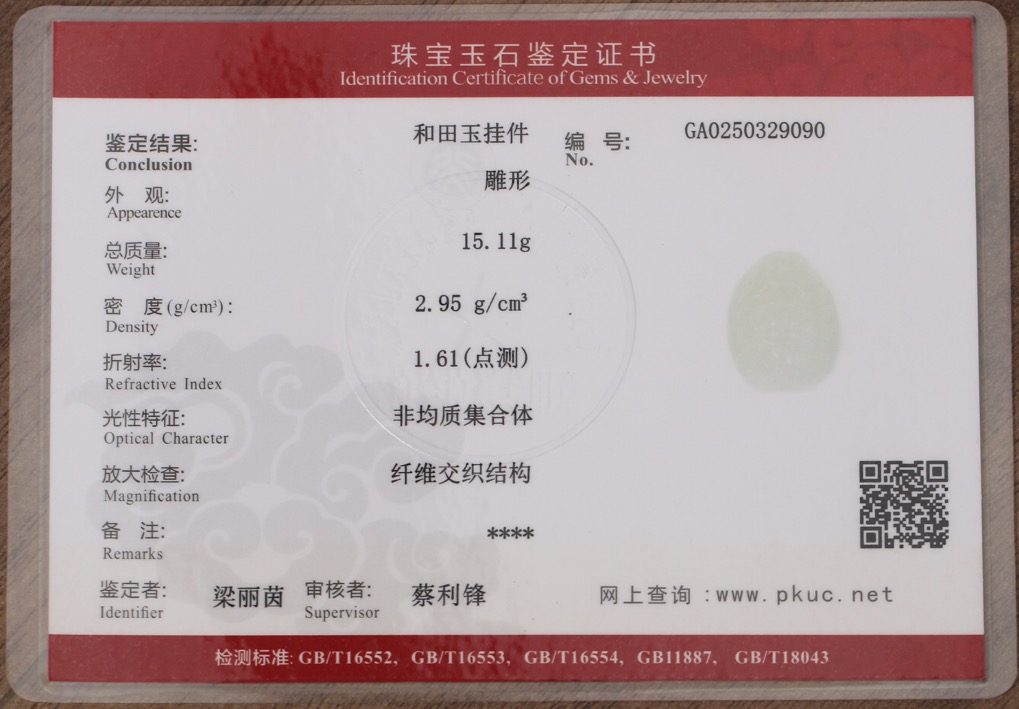 珠宝玉石鉴定证书
Identification Certificate of Gems & Jewelry
鉴定结果: 和田玉挂件
Conclusion
编 号: GA0250329090
No.
外 观: 雕形
Appearence
总质量: 15.11g
Weight
密 度(g/cm³): 2.95 g/cm³
Density
折射率: 1.61(点测)
Refractive Index
光性特征: 非均质集合体
Optical Character
放大检查: 纤维交织结构
Magnification
备 注: ****
Remarks
鉴定者: 梁丽茵 审核者: 蔡利锋
Identifier Supervisor
网上查询:www.pkuc.net
检测标准: GB/T16552, GB/T16553, GB/T16554, GB11887, GB/T18043